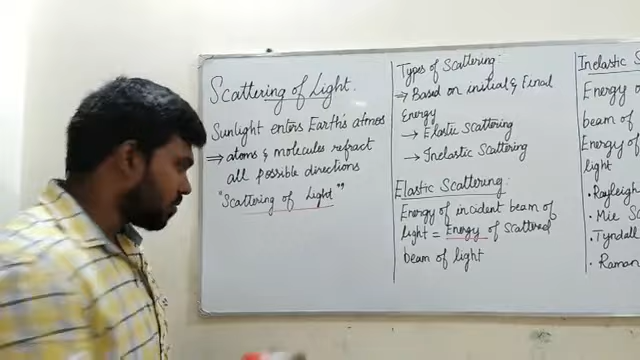 Scattering of Light.
Sunlight enters Earth's atmos
⇒ atoms & molecules refract
all possible directions
"Scattering of Light"
Types of Scattering:
⇒ Based on initial & Final
Energy
→ Elastic Scattering
→ Inelastic Scattering
Elastic Scattering:
Energy of incident beam of
light = Energy of scattered
beam of light
Inelastic S
Energy o
beam of
Energy of
light
• Rayleigh
• Mie Sc
• Tyndall
• Raman